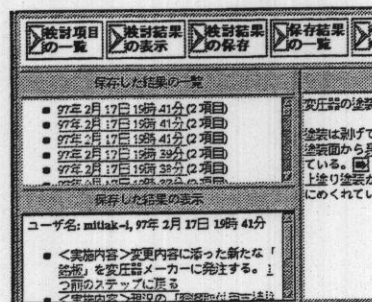 検討項目の一覧
検討結果の表示
検討結果の保存
保存結果の一覧
保存した結果の一覧
97年 2月 17日 19時 41分(2 項目)
97年 2月 17日 19時 41分(2 項目)
97年 2月 17日 19時 41分(2 項目)
97年 2月 17日 19時 39分(2 項目)
97年 2月 17日 19時 38分(2 項目)
保存した結果の表示
ユーザ名: mitiak-i, 97年 2月 17日 19時 41分
<実施内容>変更内容に添った新たな「
銘板」を変圧器メーカーに発注する。1
つ前のステップに戻る
<実施内容>現況の「
変圧器の塗装
塗装は剥げて
塗装面から
ている。
上塗り塗装が
にめくれてい